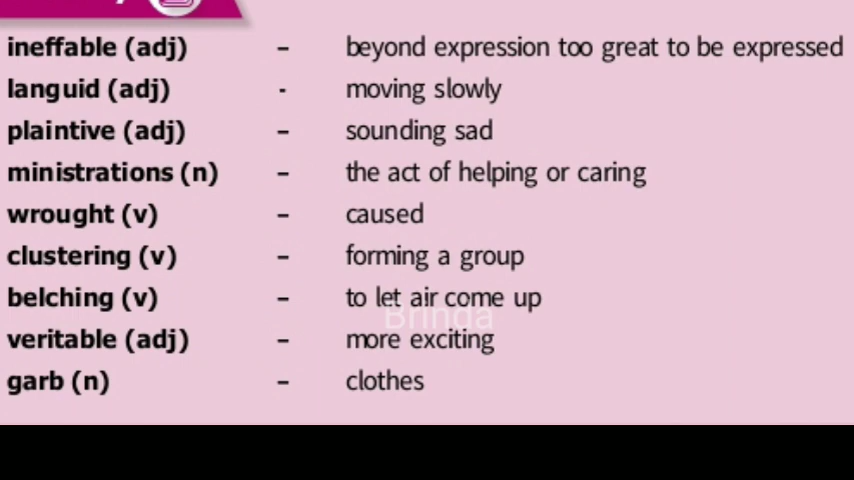 ineffable (adj) – beyond expression too great to be expressed
languid (adj) - moving slowly
plaintive (adj) – sounding sad
ministrations (n) – the act of helping or caring
wrought (v) – caused
clustering (v) – forming a group
belching (v) – to let air come up
Brinda
veritable (adj) – more exciting
garb (n) – clothes